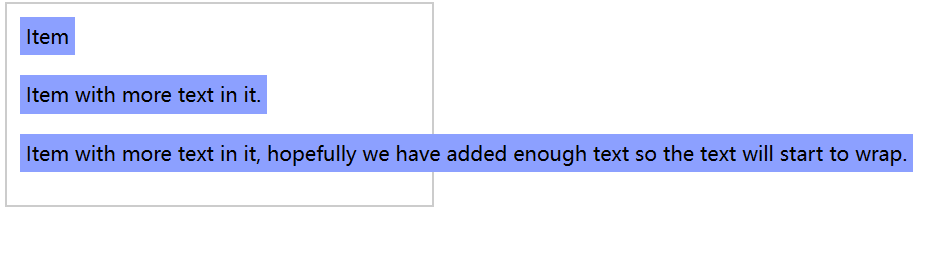 Item
Item with more text in it.
Item with more text in it, hopefully we have added enough text so the text will start to wrap.